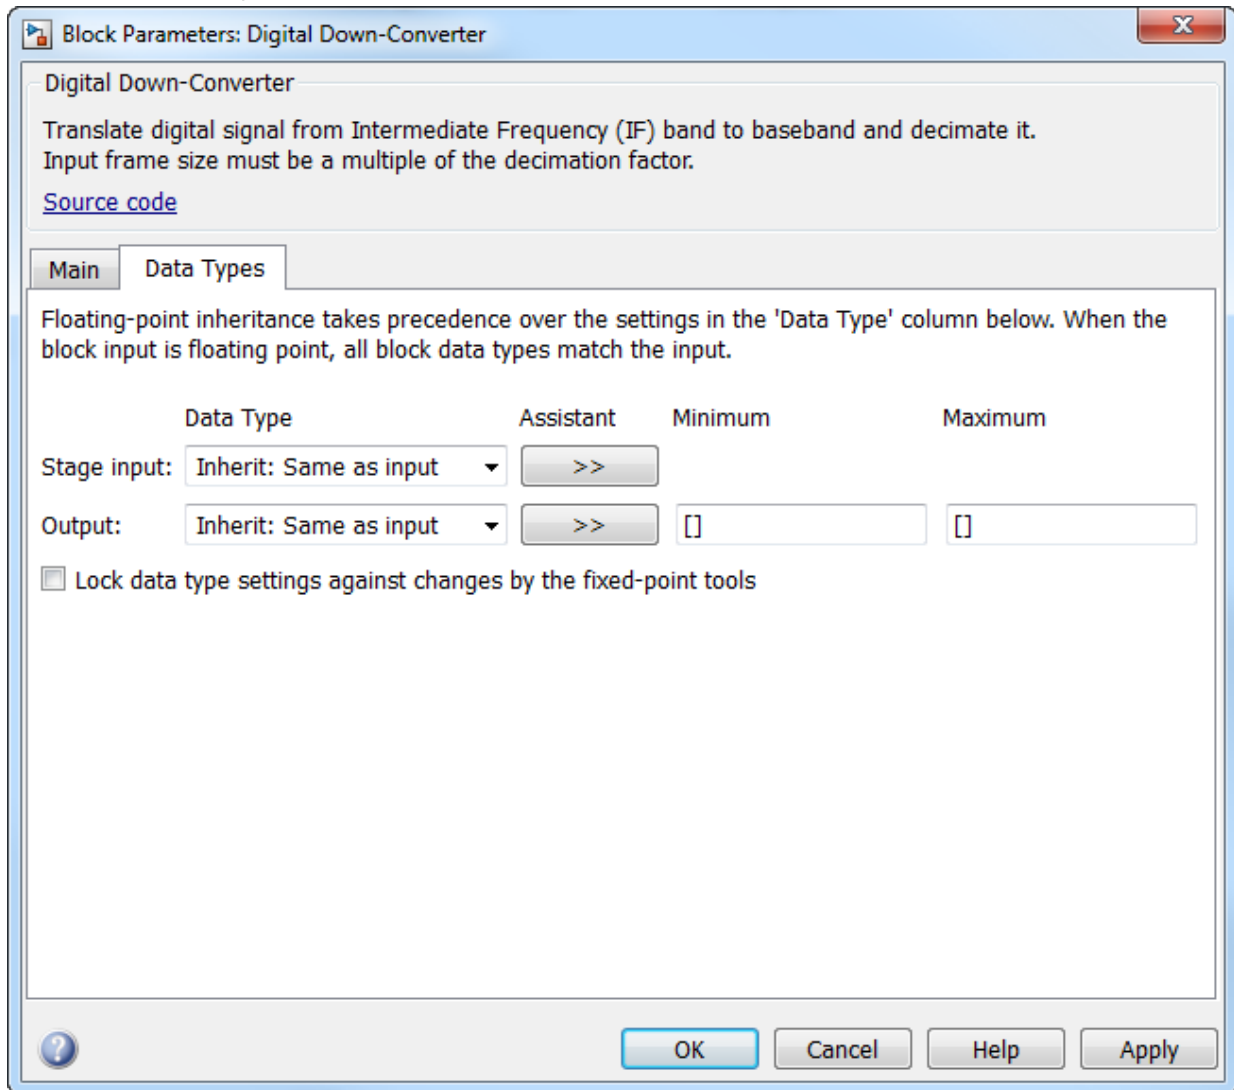 Block Parameters: Digital Down-Converter
X
Digital Down-Converter
Translate digital signal from Intermediate Frequency (IF) band to baseband and decimate it.
Input frame size must be a multiple of the decimation factor.
Source code
Main Data Types
Floating-point inheritance takes precedence over the settings in the 'Data Type' column below. When the
block input is floating point, all block data types match the input.
Data Type Assistant Minimum Maximum
Stage input: Inherit: Same as input >>
Output: Inherit: Same as input >> [] []
Lock data type settings against changes by the fixed-point tools
? OK Cancel Help Apply